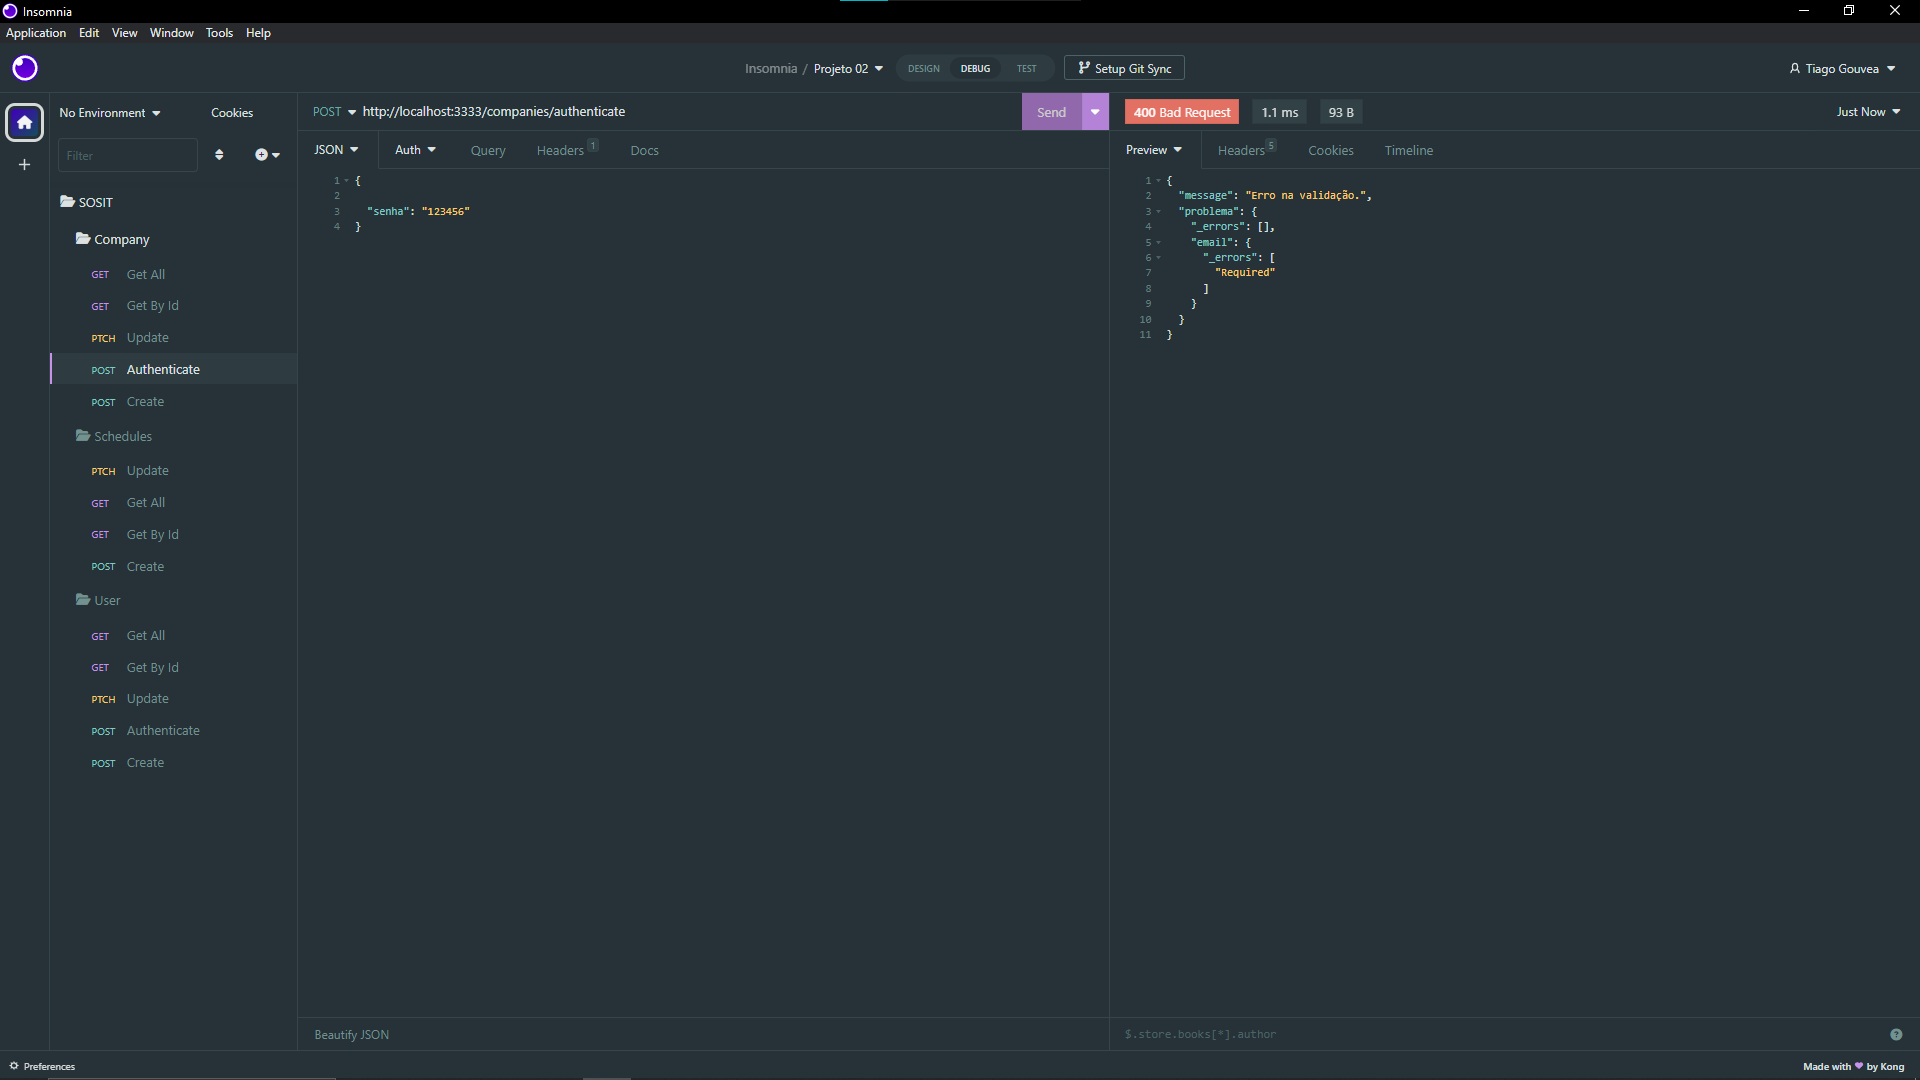 Insomnia
Application Edit View Window Tools Help
Insomnia / Projeto 02 DESIGN DEBUG TEST Setup Git Sync Tiago Gouvea
No Environment Cookies
Filter
SOSIT
Company
GET Get All
GET Get By Id
PTCH Update
POST Authenticate
POST Create
Schedules
PTCH Update
GET Get All
GET Get By Id
POST Create
User
GET Get All
GET Get By Id
PTCH Update
POST Authenticate
POST Create
POST http://localhost:3333/companies/authenticate Send
JSON Auth Query Headers 1 Docs
1 {
2
3 "senha": "123456"
4 }
Beautify JSON
400 Bad Request 1.1 ms 93 B Just Now
Preview Headers 5 Cookies Timeline
1 {
2 "message": "Erro na validação.",
3 "problema": {
4 "_errors": [],
5 "email": {
6 "_errors": [
7 "Required"
8 ]
9 }
10 }
11 }
$.store.books[*].author ?
Preferences Made with ♥ by Kong